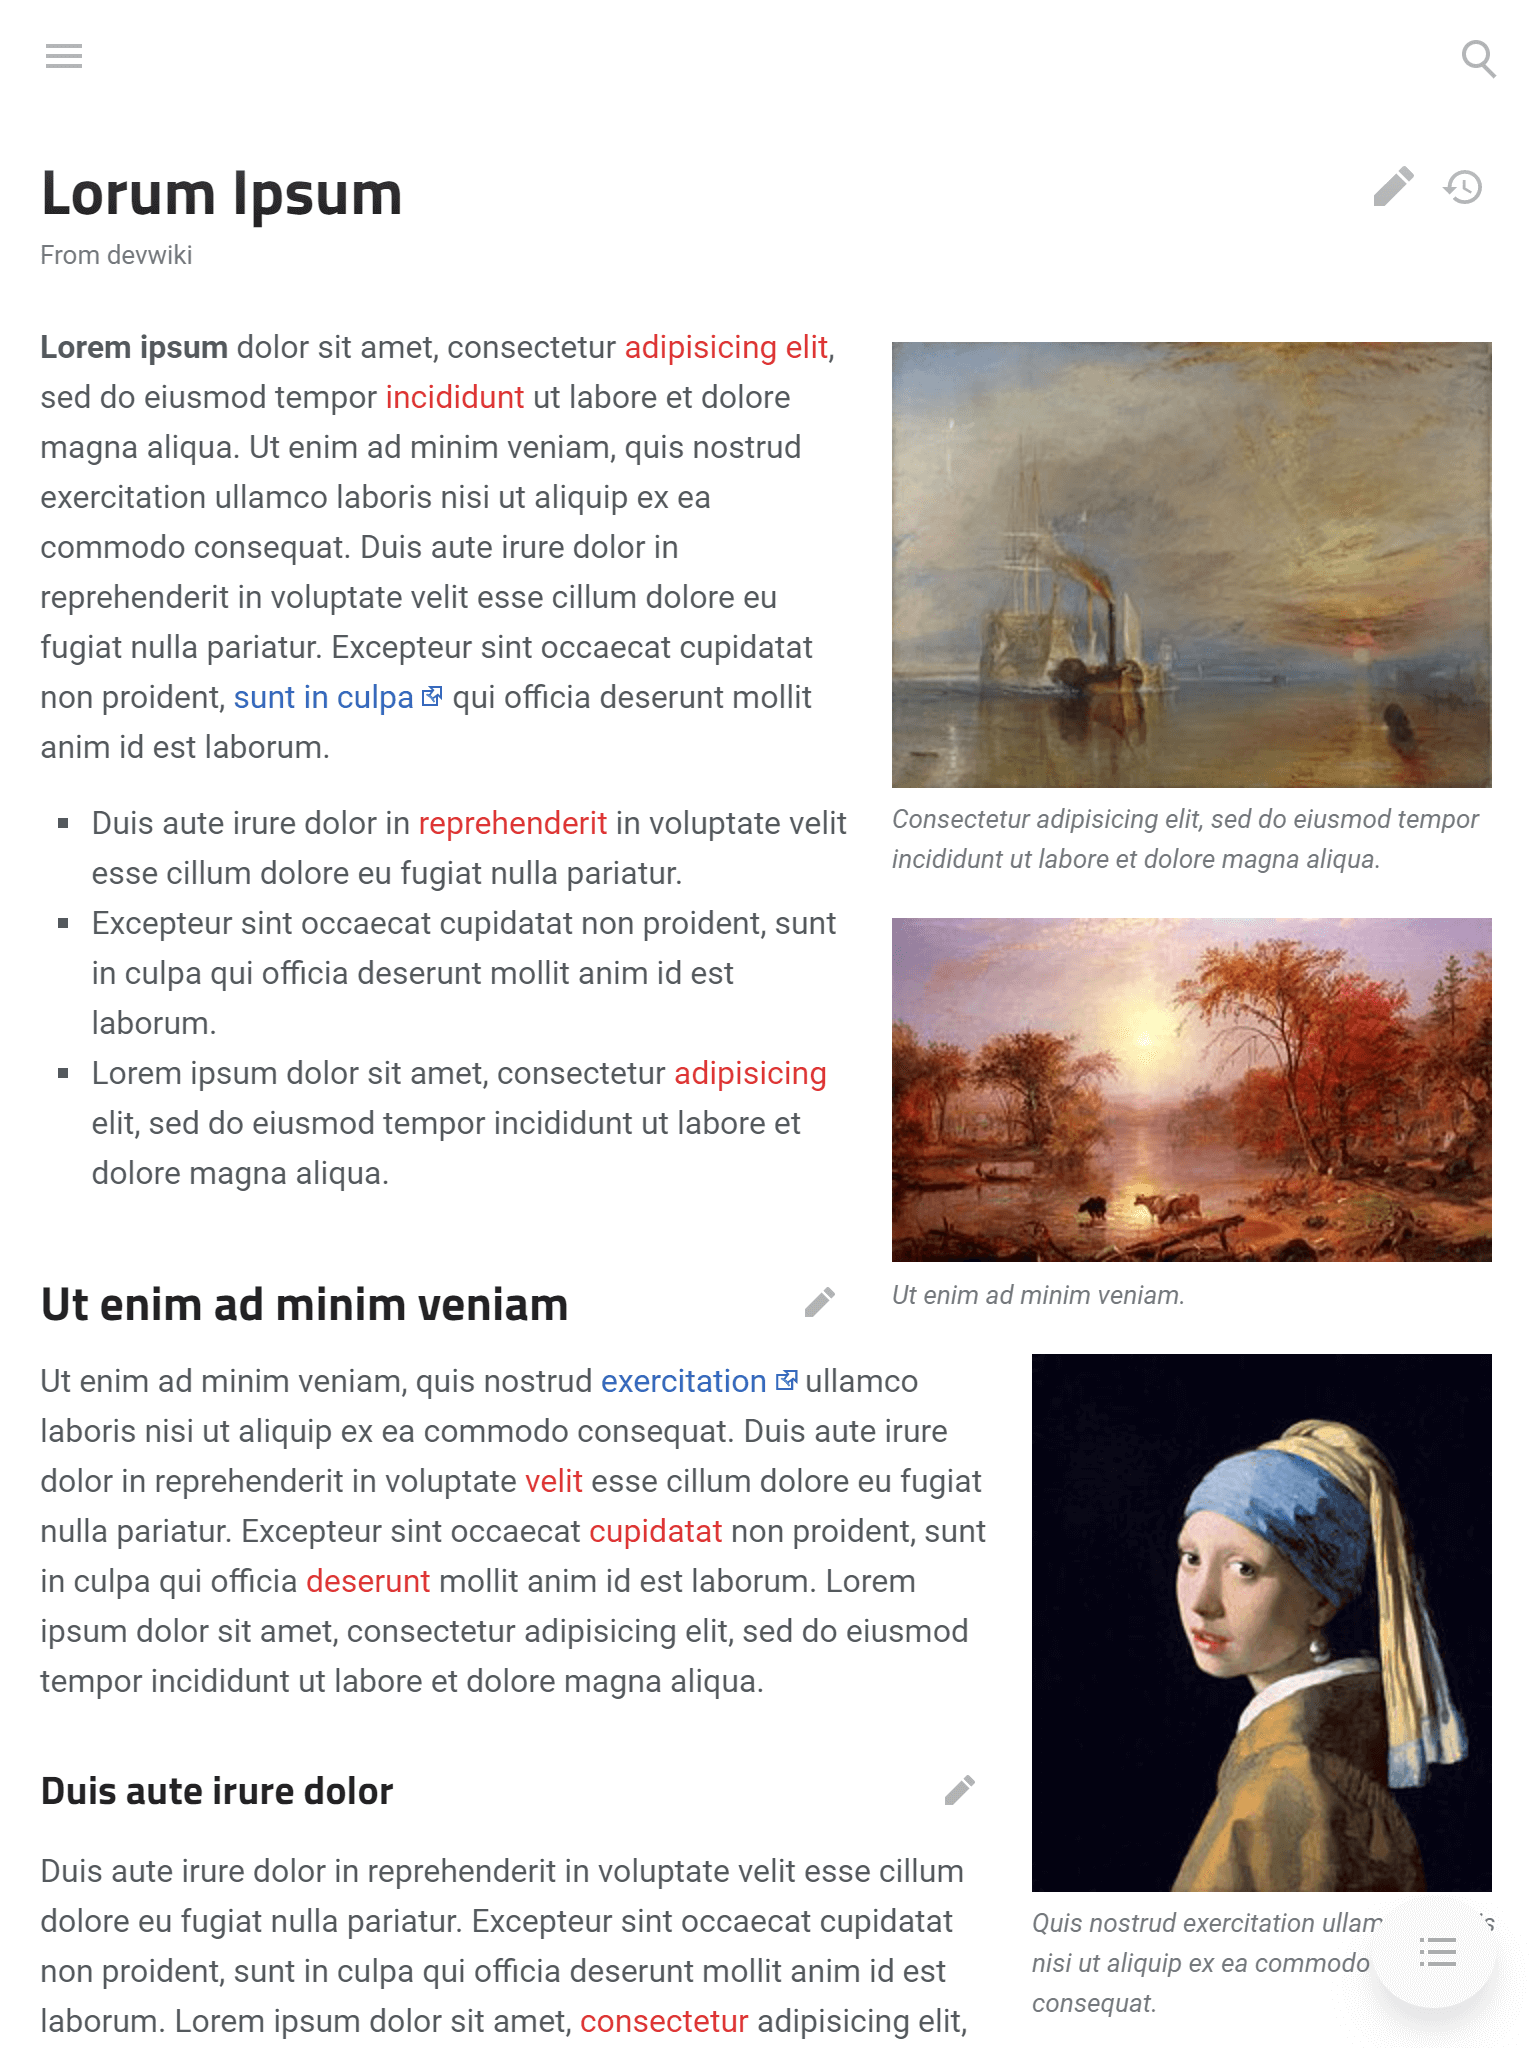 Lorum Ipsum
From devwiki
Lorem ipsum dolor sit amet, consectetur adipisicing elit,
sed do eiusmod tempor incididunt ut labore et dolore
magna aliqua. Ut enim ad minim veniam, quis nostrud
exercitation ullamco laboris nisi ut aliquip ex ea
commodo consequat. Duis aute irure dolor in
reprehenderit in voluptate velit esse cillum dolore eu
fugiat nulla pariatur. Excepteur sint occaecat cupidatat
non proident, sunt in culpa qui officia deserunt mollit
anim id est laborum.
Duis aute irure dolor in reprehenderit in voluptate velit
esse cillum dolore eu fugiat nulla pariatur.
Excepteur sint occaecat cupidatat non proident, sunt
in culpa qui officia deserunt mollit anim id est
laborum.
Lorem ipsum dolor sit amet, consectetur adipisicing
elit, sed do eiusmod tempor incididunt ut labore et
dolore magna aliqua.
Consectetur adipisicing elit, sed do eiusmod tempor
incididunt ut labore et dolore magna aliqua.
Ut enim ad minim veniam.
Ut enim ad minim veniam
Ut enim ad minim veniam, quis nostrud exercitation ullamco
laboris nisi ut aliquip ex ea commodo consequat. Duis aute irure
dolor in reprehenderit in voluptate velit esse cillum dolore eu fugiat
nulla pariatur. Excepteur sint occaecat cupidatat non proident, sunt
in culpa qui officia deserunt mollit anim id est laborum. Lorem
ipsum dolor sit amet, consectetur adipisicing elit, sed do eiusmod
tempor incididunt ut labore et dolore magna aliqua.
Duis aute irure dolor
Duis aute irure dolor in reprehenderit in voluptate velit esse cillum
dolore eu fugiat nulla pariatur. Excepteur sint occaecat cupidatat
non proident, sunt in culpa qui officia deserunt mollit anim id est
laborum. Lorem ipsum dolor sit amet, consectetur adipisicing elit,
Quis nostrud exercitation
nisi ut aliquip ex ea commodo
consequat.